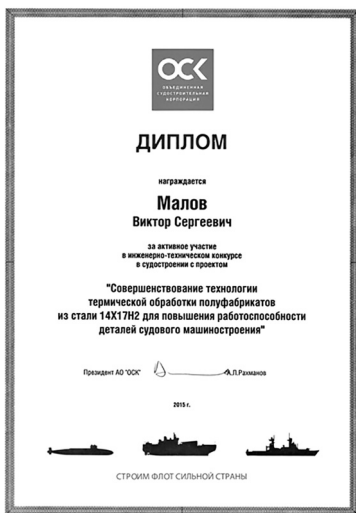 ОСК
ОБЪЕДИНЕННАЯ
СУДОСТРОИТЕЛЬНАЯ
КОРПОРАЦИЯ
ДИПЛОМ
награждается
Малов
Виктор Сергеевич
за активное участие
в инженерно-техническом конкурсе
в судостроении с проектом
"Совершенствование технологии
термической обработки полуфабрикатов
из стали 14Х17Н2 для повышения работоспособности
деталей судового машиностроения"
Президент АО "ОСК" А.Л.Рахманов
2015 г.
СТРОИМ ФЛОТ СИЛЬНОЙ СТРАНЫ